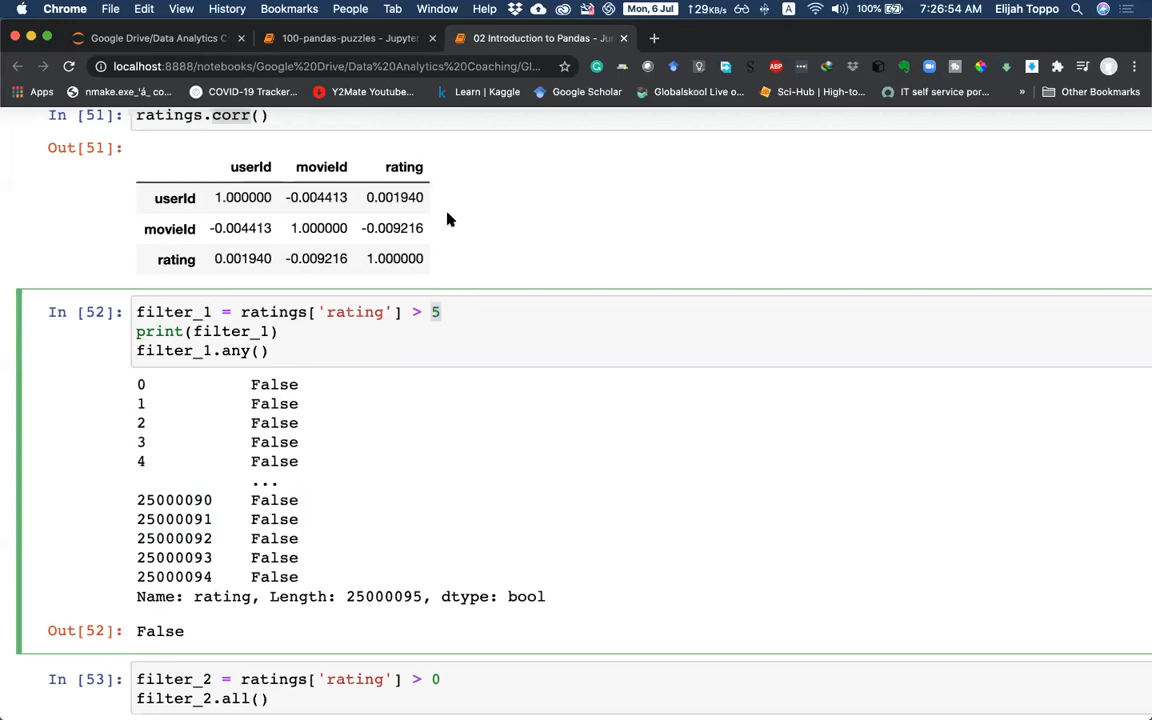 Chrome File Edit View History Bookmarks People Tab Window Help Mon, 6 Jul ↑29KB/s A 100% 7:26:54 AM Elijah Toppo
Google Drive/Data Analytics C × 100-pandas-puzzles - Jupyter × 02 Introduction to Pandas - Ju × +
localhost:8888/notebooks/Google%20Drive/Data%20Analytics%20Coaching/Gl... ABP
Apps nmake.exe_'á_ co... COVID-19 Tracker... Y2Mate Youtube... Learn | Kaggle Google Scholar Globalskool Live o... Sci-Hub | High-to... IT self service por... » Other Bookmarks
In [51]: ratings.corr()
Out[51]:
userId movieId rating
userId 1.000000 -0.004413 0.001940
movieId -0.004413 1.000000 -0.009216
rating 0.001940 -0.009216 1.000000
In [52]: filter_1 = ratings['rating'] > 5
print(filter_1)
filter_1.any()
0 False
1 False
2 False
3 False
4 False
...
25000090 False
25000091 False
25000092 False
25000093 False
25000094 False
Name: rating, Length: 25000095, dtype: bool
Out[52]: False
In [53]: filter_2 = ratings['rating'] > 0
filter_2.all()